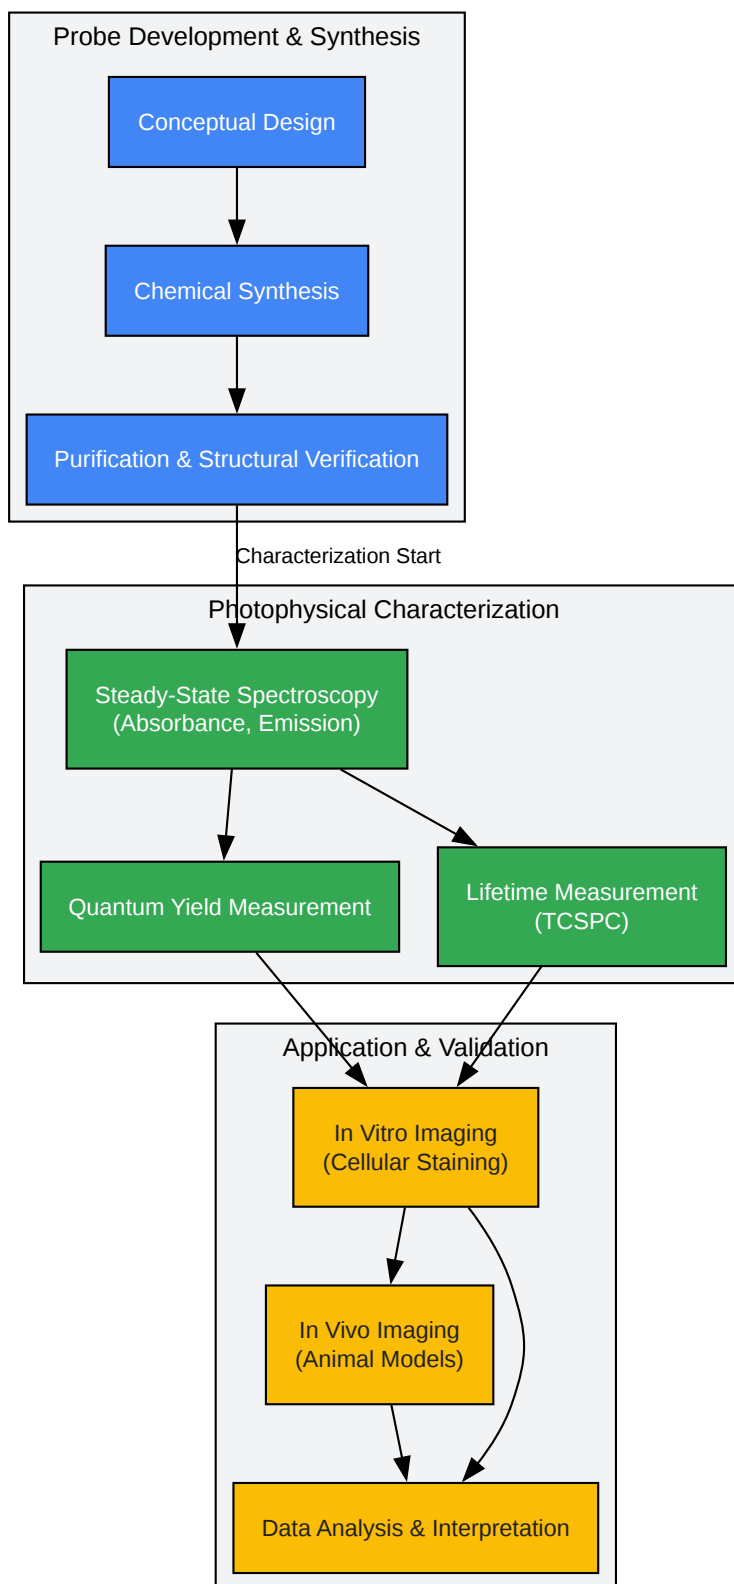 Probe Development & Synthesis
Conceptual Design
Chemical Synthesis
Purification & Structural Verification
Characterization Start
Photophysical Characterization
Steady-State Spectroscopy
(Absorbance, Emission)
Quantum Yield Measurement
Lifetime Measurement
(TCSPC)
Application & Validation
In Vitro Imaging
(Cellular Staining)
In Vivo Imaging
(Animal Models)
Data Analysis & Interpretation